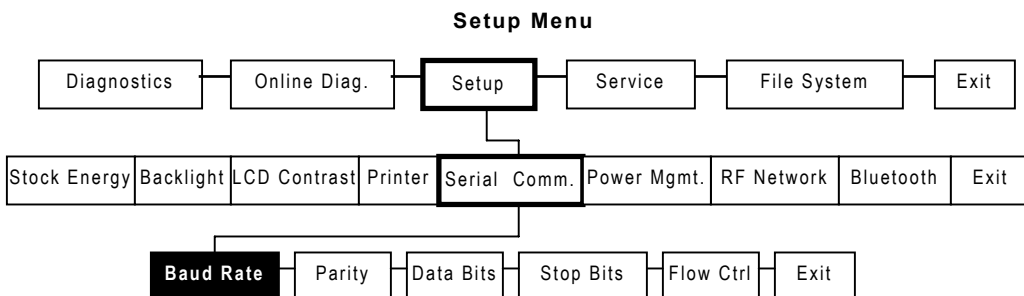 Setup Menu
Diagnostics Online Diag. Setup Service File System Exit
Stock Energy Backlight LCD Contrast Printer Serial Comm. Power Mgmt. RF Network Bluetooth Exit
Baud Rate Parity Data Bits Stop Bits Flow Ctrl Exit